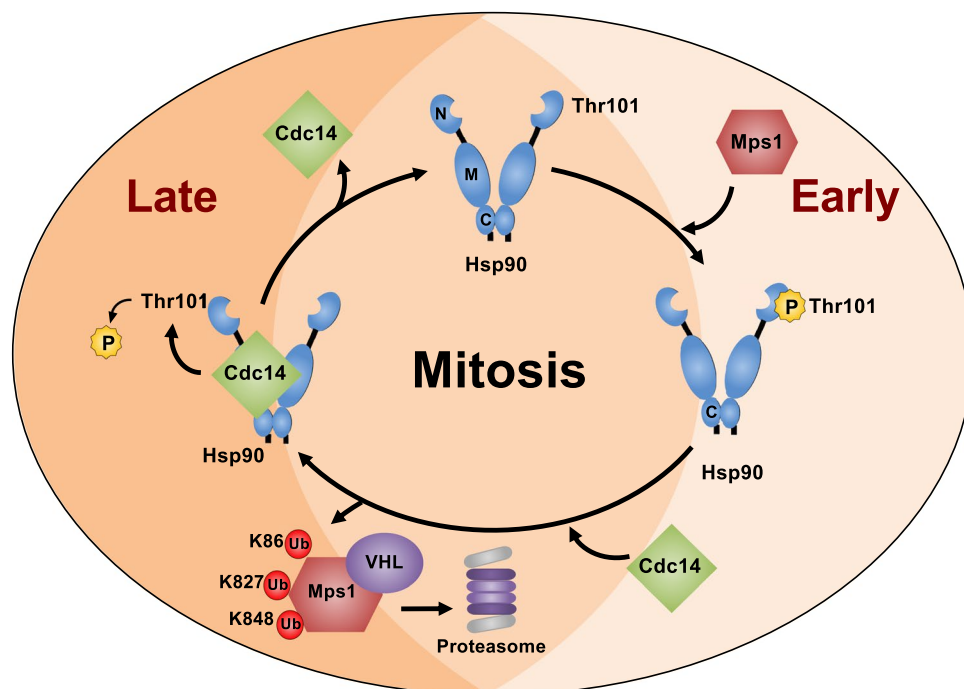 Cdc14
N
Thr101
Mps1
M
Late
Early
C
Hsp90
Thr101
P
P
Thr101
Cdc14
Mitosis
C
Hsp90
Hsp90
K86
Ub
VHL
Cdc14
K827
Ub
Mps1
K848
Ub
Proteasome